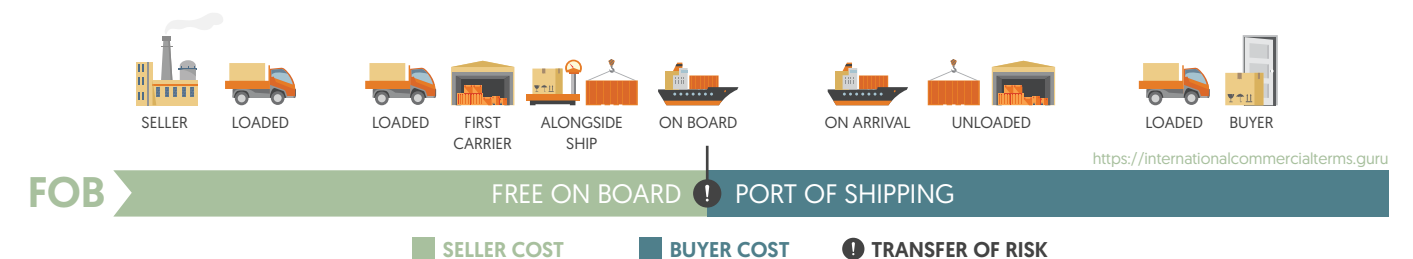 SELLER
LOADED
LOADED
FIRST
CARRIER
ALONGSIDE
SHIP
ON BOARD
ON ARRIVAL
UNLOADED
LOADED
BUYER
https://internationalcommercialterms.guru
FOB
FREE ON BOARD ! PORT OF SHIPPING
SELLER COST
BUYER COST
! TRANSFER OF RISK